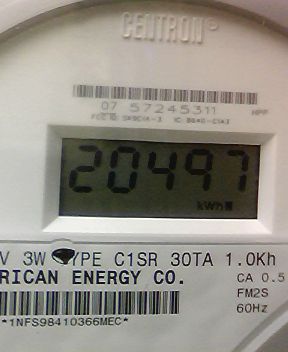 CENTRON®
07 57245311
HPF
20497
kWh
V 3W TYPE C1SR 30TA 1.0Kh
RICAN ENERGY CO.
CA 0.5
FM2S
60Hz
*1NFS98410366MEC*